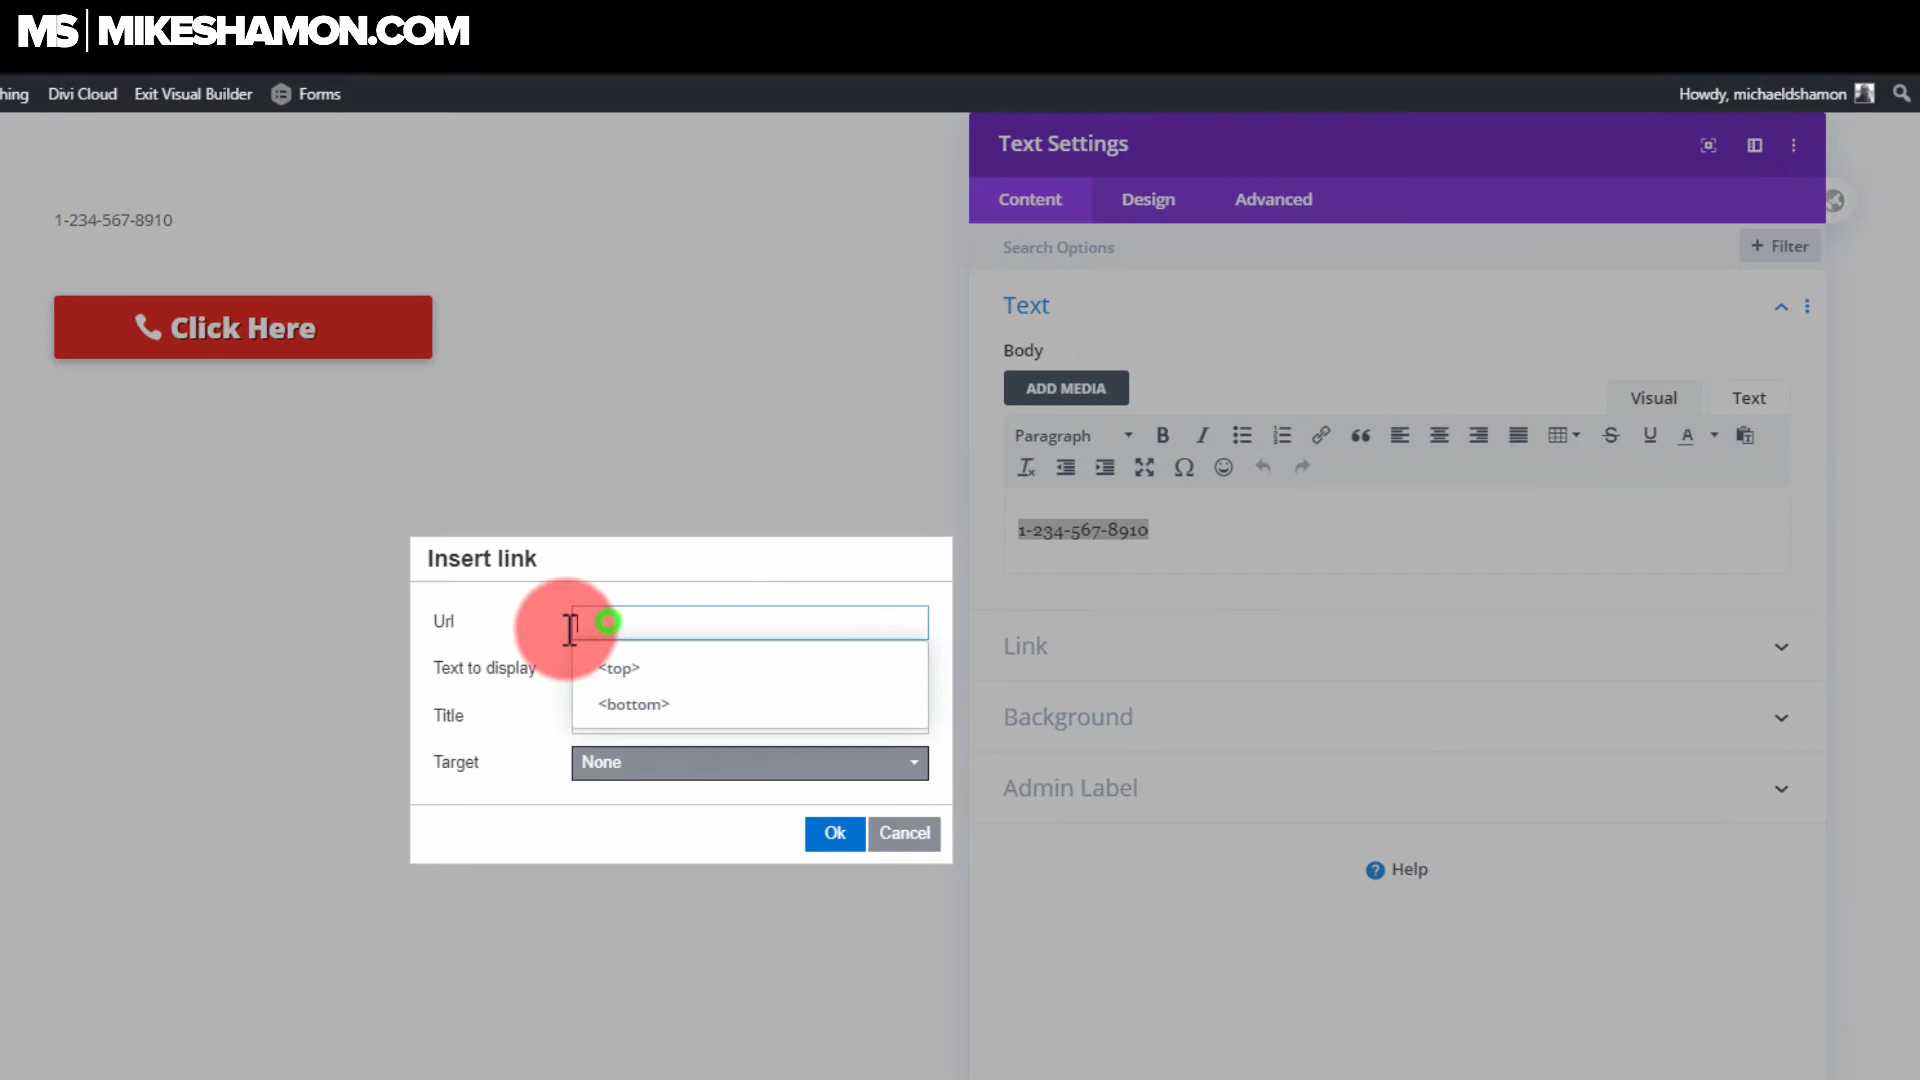 MS | MIKESHAMON.COM
hing Divi Cloud Exit Visual Builder Forms Howdy, michaeldshamon
Text Settings
Content Design Advanced
1-234-567-8910
Search Options + Filter
Click Here
Text
Body
ADD MEDIA
Visual Text
Paragraph
1-234-567-8910
Insert link
Url
Text to display
<top>
<bottom>
Title
Target None
Ok Cancel
Link
Background
Admin Label
Help